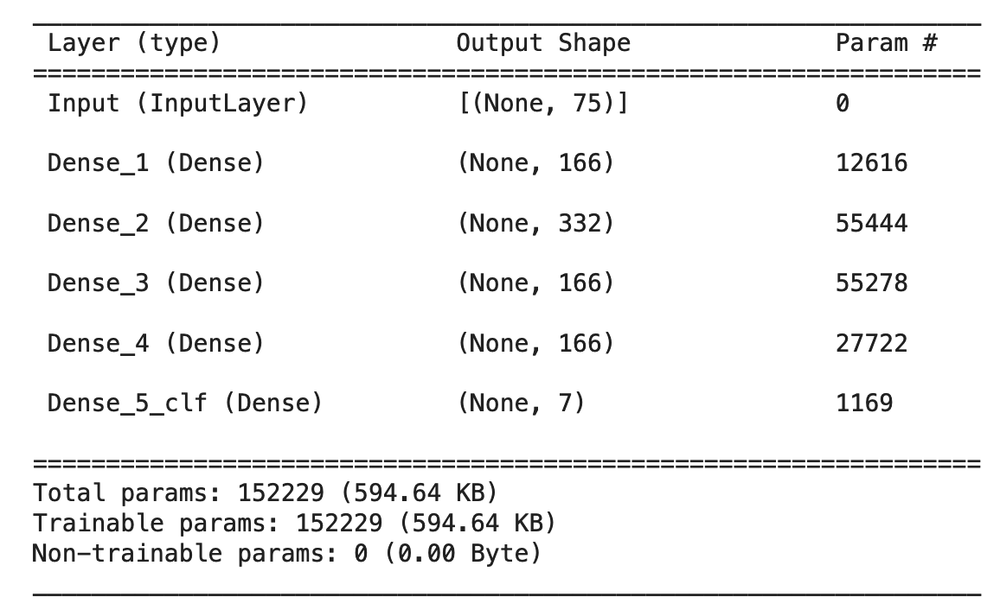 Layer (type) Output Shape Param #
=================================================================
Input (InputLayer) [(None, 75)] 0
Dense_1 (Dense) (None, 166) 12616
Dense_2 (Dense) (None, 332) 55444
Dense_3 (Dense) (None, 166) 55278
Dense_4 (Dense) (None, 166) 27722
Dense_5_clf (Dense) (None, 7) 1169
=================================================================
Total params: 152229 (594.64 KB)
Trainable params: 152229 (594.64 KB)
Non-trainable params: 0 (0.00 Byte)